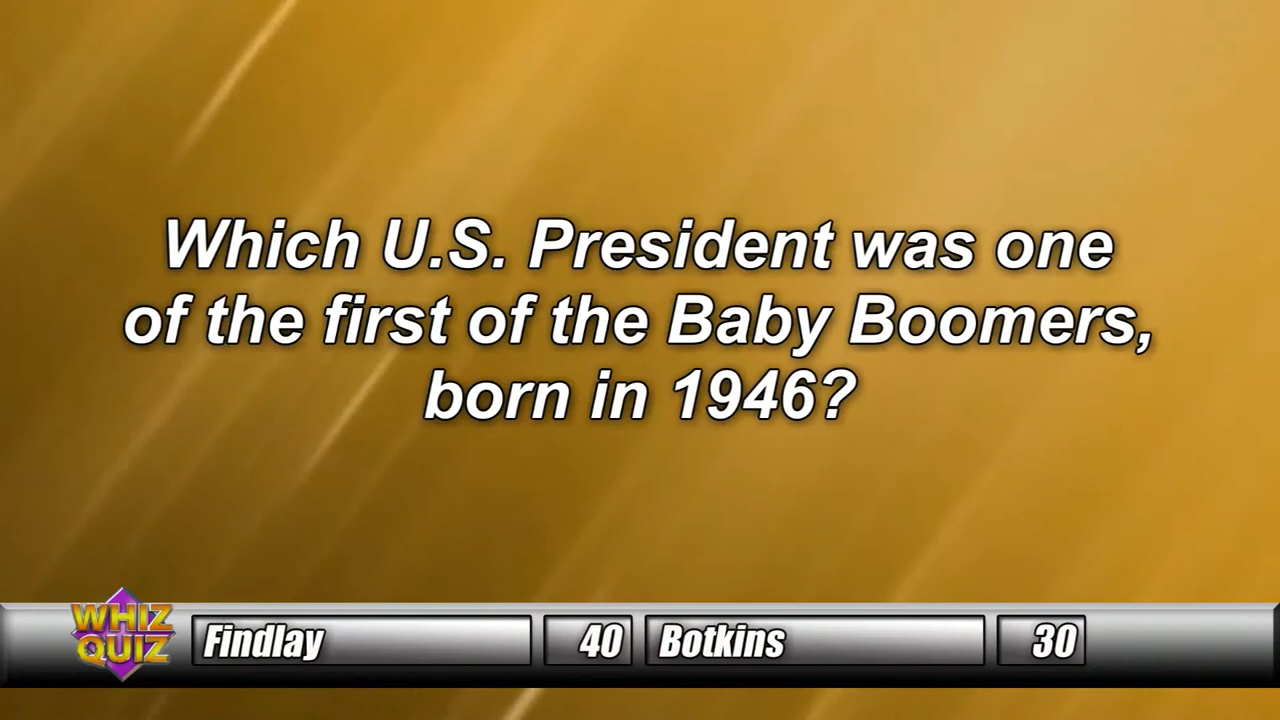 Which U.S. President was one
of the first of the Baby Boomers,
born in 1946?
WHIZ
QUIZ
Findlay 40 Botkins 30